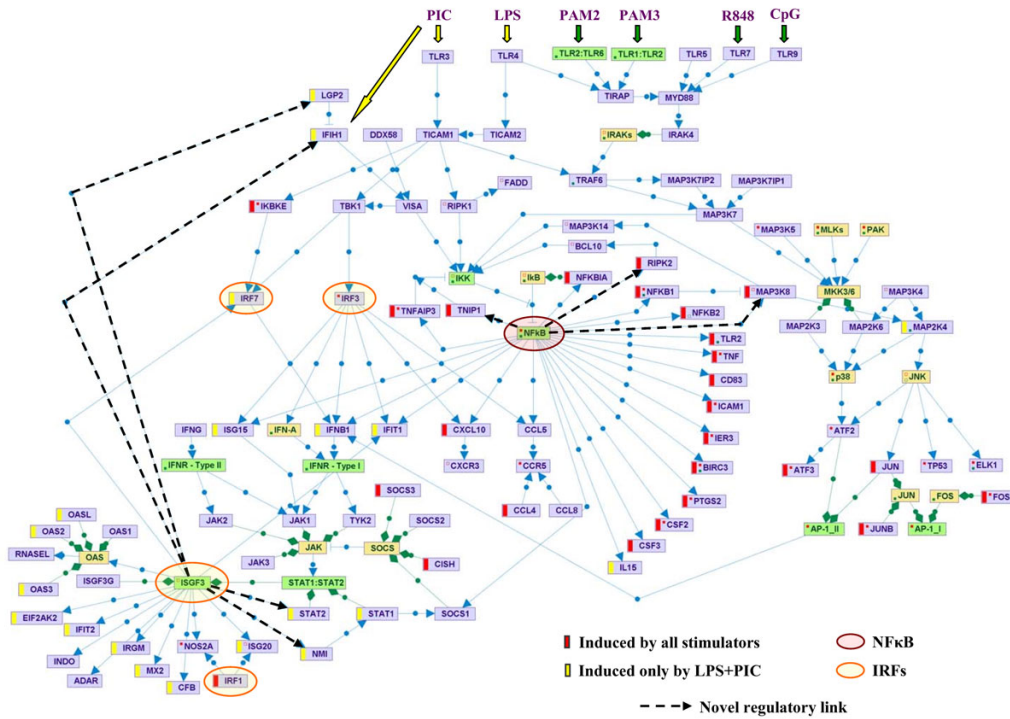 PIC LPS PAM2 PAM3 R848 CpG
TLR3 TLR4 TLR2:TLR6 TLR1:TLR2 TLR5 TLR7 TLR9
LGP2 TIRAP MYD88
IFIH1 DDX58 TICAM1 TICAM2 IRAKs IRAK4
FADD TRAF6 MAP3K7IP2 MAP3K7IP1
IKBKE TBK1 VISA RIPK1 MAP3K7
MAP3K14 MAP3K5 MLKs PAK
BCL10
IKK IkB NFKBIA RIPK2
IRF7 IRF3 NFKB1 MAP3K8 MKK3/6 MAP3K4
TNFAIP3 TNIP1 NFKB2
NFkB MAP2K3 MAP2K6 MAP2K4
TLR2
TNF
CD83 p38 JNK
ICAM1
IFNG ISG15 IFN-A IFNB1 IFIT1 CXCL10 CCL5 IER3 ATF2
IFNR - Type II IFNR - Type I CXCR3 CCR5 BIRC3 ATF3 JUN TP53 ELK1
SOCS3 PTGS2 JUN FOS FOS
OASL CCL4 CCL8
OAS2 OAS1 JAK2 JAK1 TYK2 SOCS2 CSF2 AP-1_II JUNB AP-1_I
RNASEL OAS JAK3 JAK SOCS CSF3
CISH IL15
OAS3 ISGF3G ISGF3 STAT1:STAT2
EIF2AK2 STAT2 STAT1 SOCS1
IFIT2
INDO IRGM NOS2A ISG20 NMI
ADAR MX2
CFB IRF1
Induced by all stimulators NFκB
Induced only by LPS+PIC IRFs
Novel regulatory link